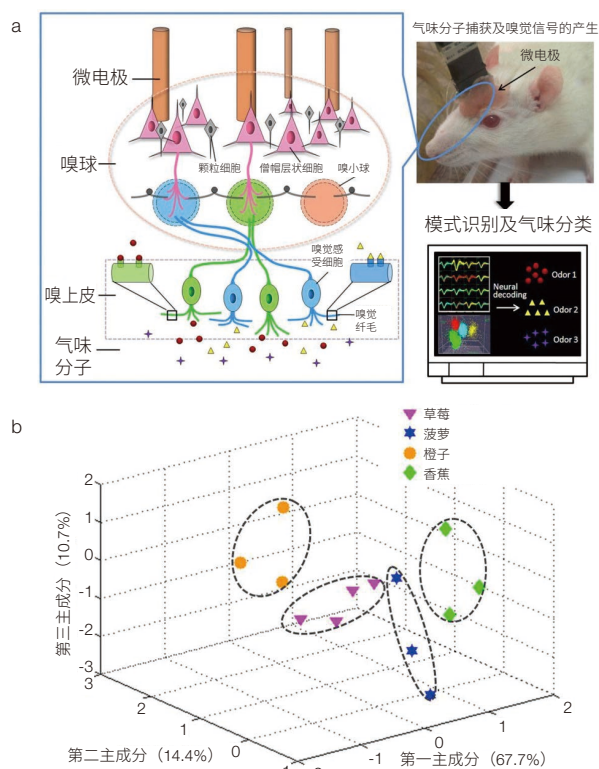 a
气味分子捕获及嗅觉信号的产生
微电极
微电极
嗅球
颗粒细胞
僧帽层状细胞
嗅小球
嗅觉感
受细胞
嗅上皮
嗅觉
纤毛
气味
分子
模式识别及气味分类
Neural
decoding
Odor 1
Odor 2
Odor 3
b
草莓
菠萝
橙子
香蕉
第三主成分（10.7%）
2
1
0
-1
-2
-3
第二主成分（14.4%）
3
2
1
0
第一主成分（67.7%）
-1
0
1
2